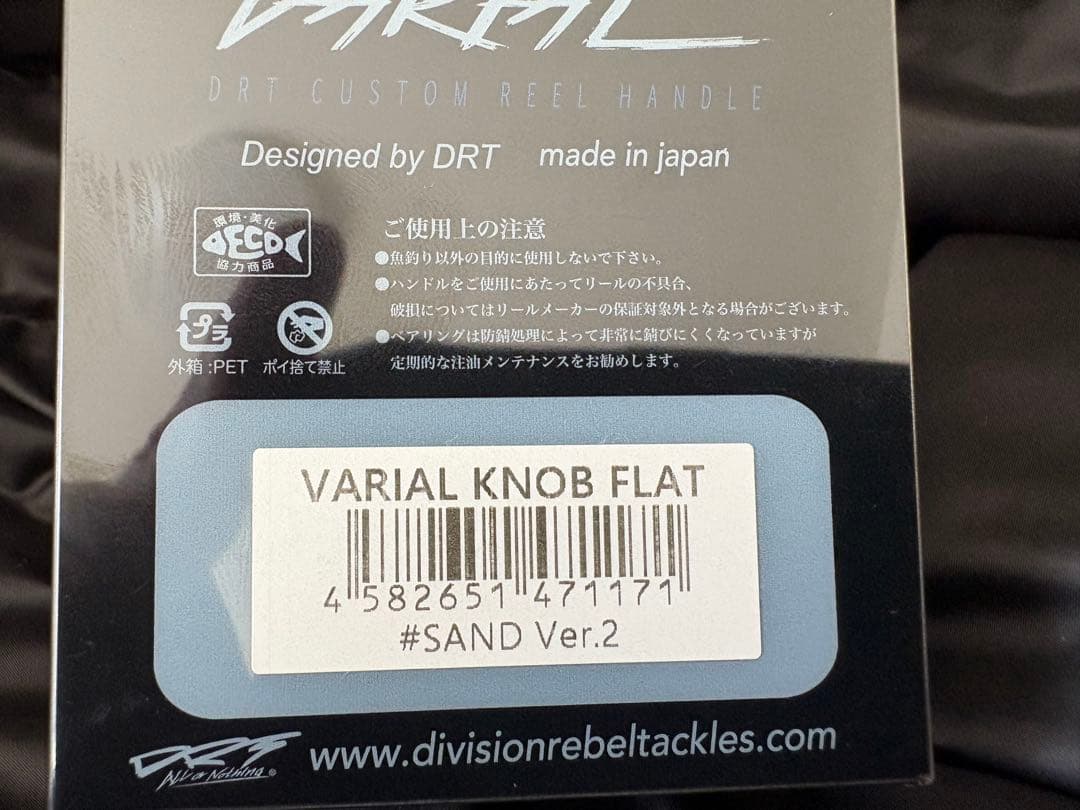 VARIAL
DRT CUSTOM REEL HANDLE
Designed by DRT made in japan
環境・美化
ECO
協力商品
ご使用上の注意
●魚釣り以外の目的に使用しないで下さい。
●ハンドルをご使用にあたってリールの不具合、
破損についてはリールメーカーの保証対象外となる場合がございます。
●ベアリングは防錆処理によって非常に錆びにくくなっていますが
定期的な注油メンテナンスをお勧めします。
プラ
外箱:PET ポイ捨て禁止
VARIAL KNOB FLAT
4 582651 471171
#SAND Ver.2
DRT
NLW or Nothing ®
www.divisionrebeltackles.com